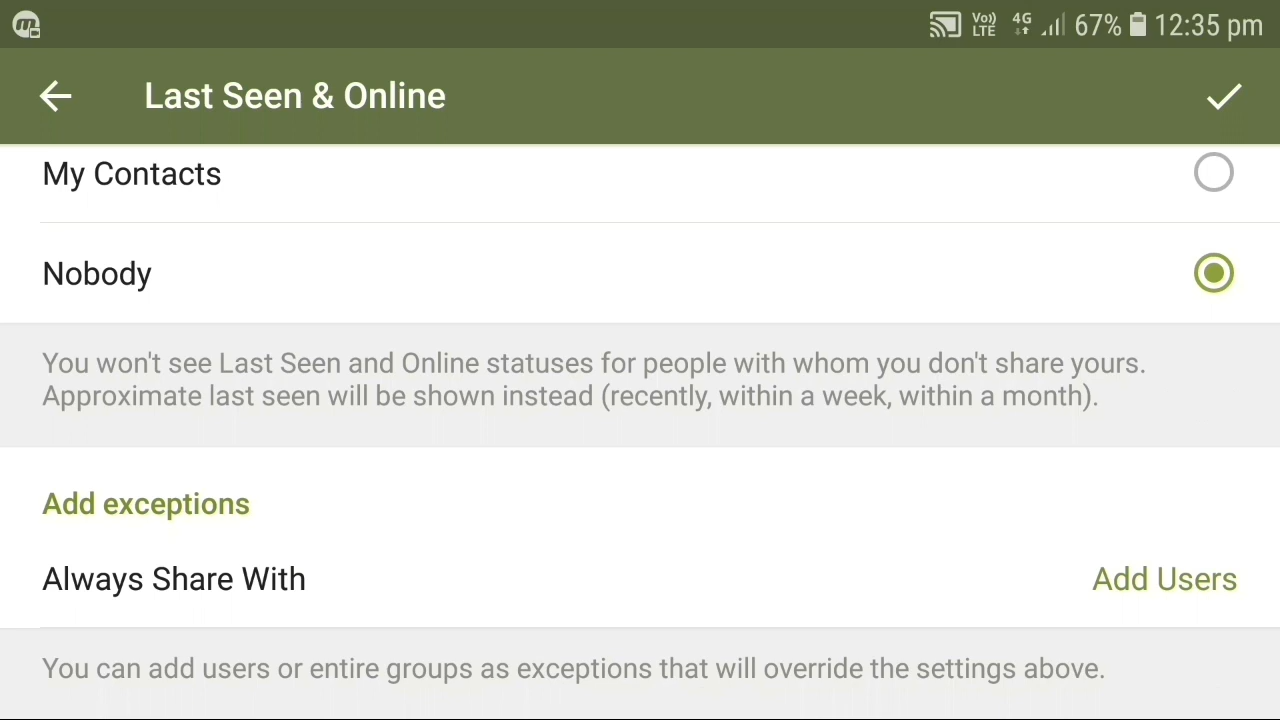 Vo)) LTE 4G 67% 12:35 pm
Last Seen & Online
My Contacts
Nobody
You won't see Last Seen and Online statuses for people with whom you don't share yours.
Approximate last seen will be shown instead (recently, within a week, within a month).
Add exceptions
Always Share With
Add Users
You can add users or entire groups as exceptions that will override the settings above.